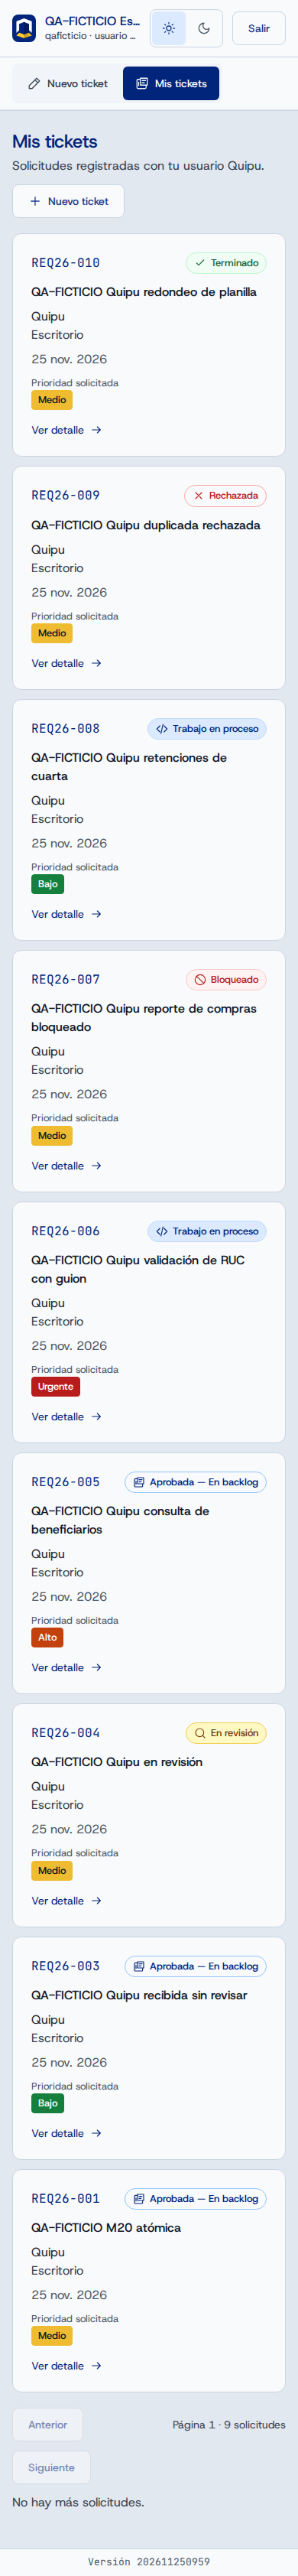 QA-FICTICIO Es...
qaficticio · usuario ...
Salir
Nuevo ticket
Mis tickets
Mis tickets
Solicitudes registradas con tu usuario Quipu.
Nuevo ticket
REQ26-010
Terminado
QA-FICTICIO Quipu redondeo de planilla
Quipu
Escritorio
25 nov. 2026
Prioridad solicitada
Medio
Ver detalle
REQ26-009
Rechazada
QA-FICTICIO Quipu duplicada rechazada
Quipu
Escritorio
25 nov. 2026
Prioridad solicitada
Medio
Ver detalle
REQ26-008
Trabajo en proceso
QA-FICTICIO Quipu retenciones de
cuarta
Quipu
Escritorio
25 nov. 2026
Prioridad solicitada
Bajo
Ver detalle
REQ26-007
Bloqueado
QA-FICTICIO Quipu reporte de compras
bloqueado
Quipu
Escritorio
25 nov. 2026
Prioridad solicitada
Medio
Ver detalle
REQ26-006
Trabajo en proceso
QA-FICTICIO Quipu validación de RUC
con guion
Quipu
Escritorio
25 nov. 2026
Prioridad solicitada
Urgente
Ver detalle
REQ26-005
Aprobada — En backlog
QA-FICTICIO Quipu consulta de
beneficiarios
Quipu
Escritorio
25 nov. 2026
Prioridad solicitada
Alto
Ver detalle
REQ26-004
En revisión
QA-FICTICIO Quipu en revisión
Quipu
Escritorio
25 nov. 2026
Prioridad solicitada
Medio
Ver detalle
REQ26-003
Aprobada — En backlog
QA-FICTICIO Quipu recibida sin revisar
Quipu
Escritorio
25 nov. 2026
Prioridad solicitada
Bajo
Ver detalle
REQ26-001
Aprobada — En backlog
QA-FICTICIO M20 atómica
Quipu
Escritorio
25 nov. 2026
Prioridad solicitada
Medio
Ver detalle
Anterior
Página 1 · 9 solicitudes
Siguiente
No hay más solicitudes.
Versión 202611250959